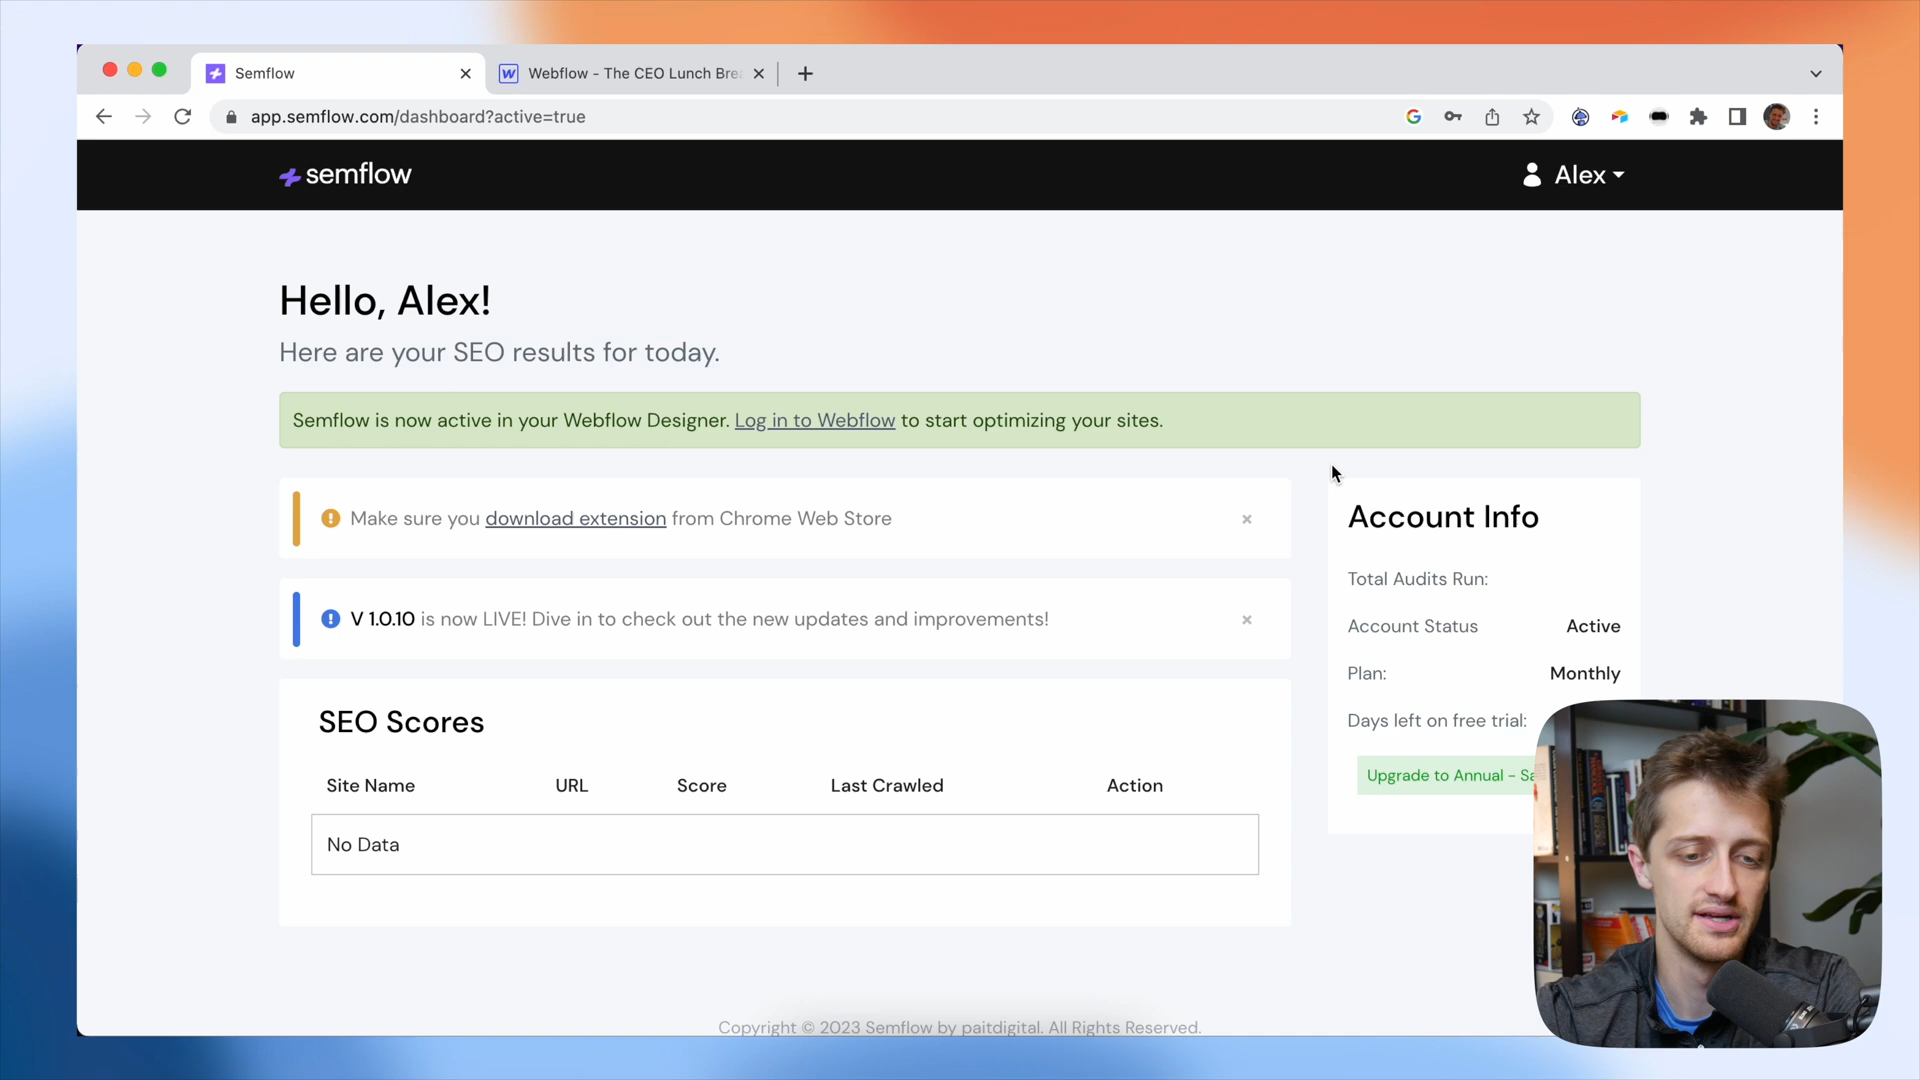 Semflow
Webflow - The CEO Lunch Bre
app.semflow.com/dashboard?active=true
semflow
Alex
Hello, Alex!
Here are your SEO results for today.
Semflow is now active in your Webflow Designer. Log in to Webflow to start optimizing your sites.
Make sure you download extension from Chrome Web Store
V 1.0.10 is now LIVE! Dive in to check out the new updates and improvements!
Account Info
Total Audits Run:
Account Status Active
Plan: Monthly
Days left on free trial:
Upgrade to Annual - Sa
SEO Scores
Site Name URL Score Last Crawled Action
No Data
Copyright © 2023 Semflow by paitdigital. All Rights Reserved.